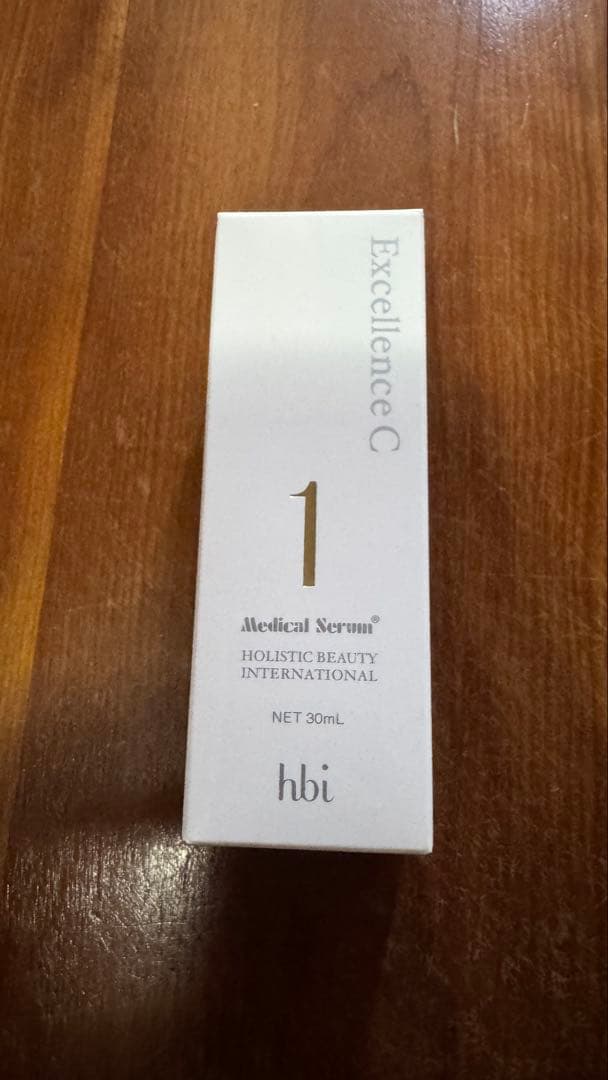 Excellence C
1
Medical Serum®
HOLISTIC BEAUTY
INTERNATIONAL
NET 30mL
hbi